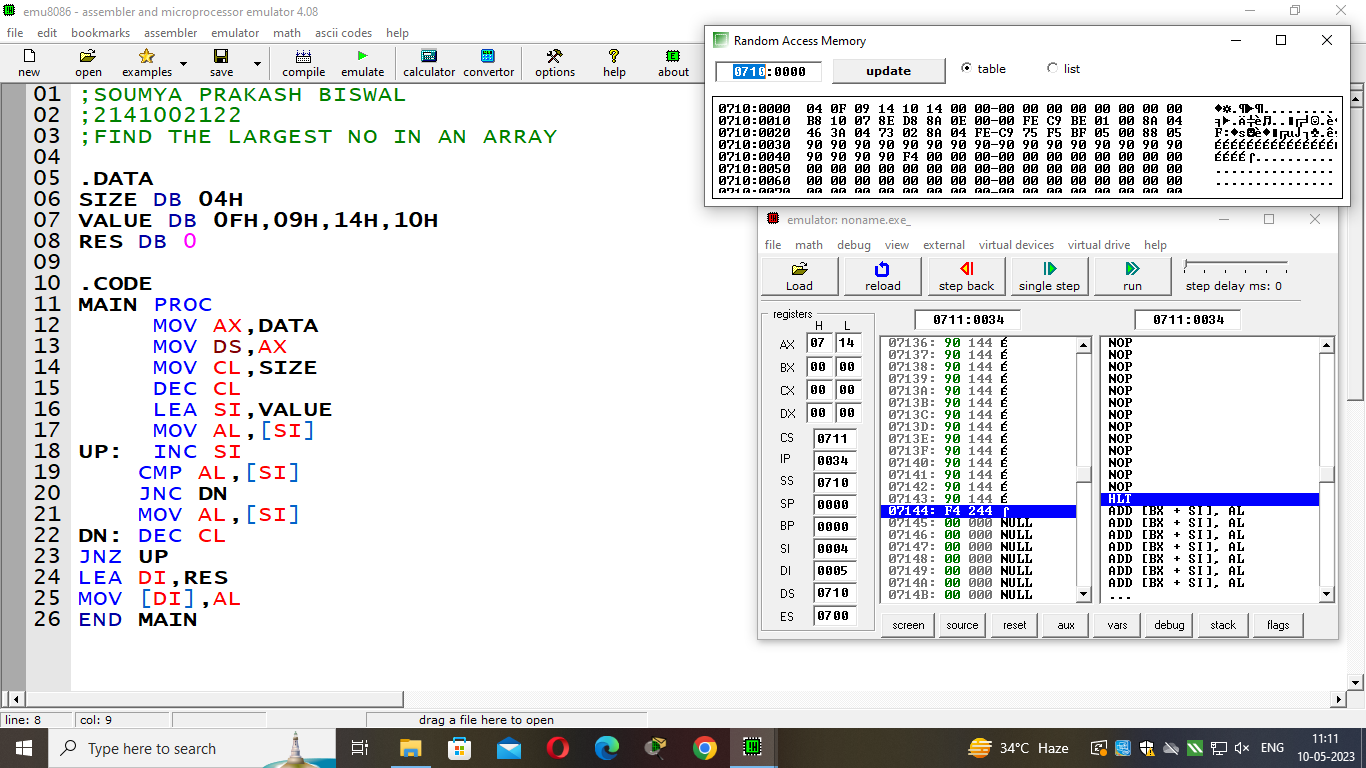 emu8086 - assembler and microprocessor emulator 4.08
file edit bookmarks assembler emulator math ascii codes help
new open examples save compile emulate calculator convertor options help about
01 ;SOUMYA PRAKASH BISWAL
02 ;2141002122
03 ;FIND THE LARGEST NO IN AN ARRAY
04
05 .DATA
06 SIZE DB 04H
07 VALUE DB 0FH,09H,14H,10H
08 RES DB 0
09
10 .CODE
11 MAIN PROC
12 MOV AX,DATA
13 MOV DS,AX
14 MOV CL,SIZE
15 DEC CL
16 LEA SI,VALUE
17 MOV AL,[SI]
18 UP: INC SI
19 CMP AL,[SI]
20 JNC DN
21 MOV AL,[SI]
22 DN: DEC CL
23 JNZ UP
24 LEA DI,RES
25 MOV [DI],AL
26 END MAIN
line: 8 col: 9 drag a file here to open
Random Access Memory
0710:0000 update table list
0710:0000 04 0F 09 14 10 14 00 00-00 00 00 00 00 00 00 00
0710:0010 B8 10 07 8E D8 8A 0E 00-00 FE C9 BE 01 00 8A 04
0710:0020 46 3A 04 73 02 8A 04 FE-C9 75 F5 BF 05 00 88 05
0710:0030 90 90 90 90 90 90 90 90-90 90 90 90 90 90 90 90
0710:0040 90 90 90 90 F4 00 00 00-00 00 00 00 00 00 00 00
0710:0050 00 00 00 00 00 00 00 00-00 00 00 00 00 00 00 00
0710:0060 00 00 00 00 00 00 00 00-00 00 00 00 00 00 00 00
emulator: noname.exe_
file math debug view external virtual devices virtual drive help
Load reload step back single step run step delay ms: 0
registers
H L
AX 07 14
BX 00 00
CX 00 00
DX 00 00
CS 0711
IP 0034
SS 0710
SP 0000
BP 0000
SI 0004
DI 0005
DS 0710
ES 0700
0711:0034 0711:0034
07136: 90 144 É NOP
07137: 90 144 É NOP
07138: 90 144 É NOP
07139: 90 144 É NOP
0713A: 90 144 É NOP
0713B: 90 144 É NOP
0713C: 90 144 É NOP
0713D: 90 144 É NOP
0713E: 90 144 É NOP
0713F: 90 144 É NOP
07140: 90 144 É NOP
07141: 90 144 É NOP
07142: 90 144 É NOP
07143: 90 144 É HLT
07144: F4 244 ⌠ ADD [BX + SI], AL
07145: 00 000 NULL ADD [BX + SI], AL
07146: 00 000 NULL ADD [BX + SI], AL
07147: 00 000 NULL ADD [BX + SI], AL
07148: 00 000 NULL ADD [BX + SI], AL
07149: 00 000 NULL ADD [BX + SI], AL
0714A: 00 000 NULL ADD [BX + SI], AL
0714B: 00 000 NULL ...
screen source reset aux vars debug stack flags
Type here to search 34°C Haze ENG 11:11
10-05-2023